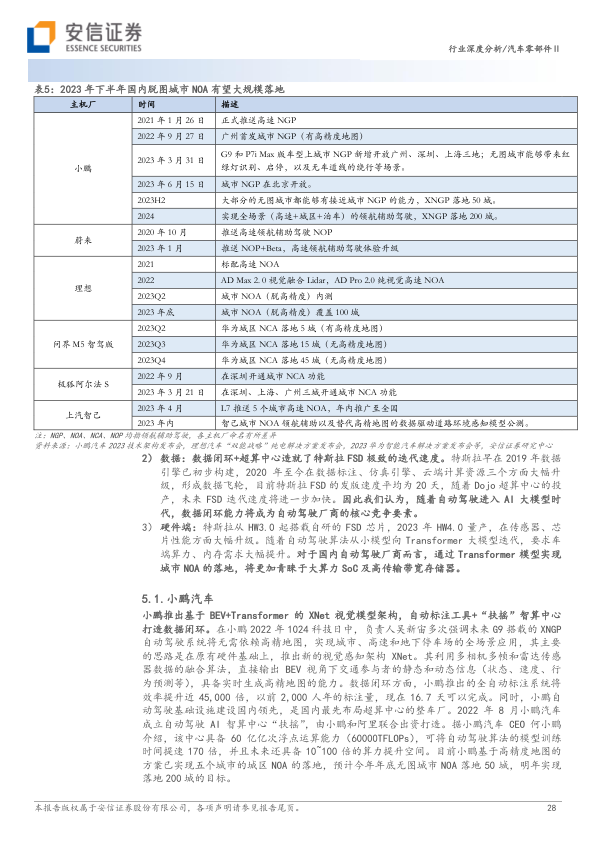 安信证券
ESSENCE SECURITIES
行业深度分析/汽车零部件Ⅱ
表5：2023 年下半年国内脱图城市 NOA 有望大规模落地
主机厂 时间 描述
小鹏
2021 年 1 月 26 日 正式推送高速 NGP
2022 年 9 月 27 日 广州首发城市 NGP（有高精度地图）
2023 年 3 月 31 日 G9 和 P7i Max 版车型上城市 NGP 新增开放广州、深圳、上海三地；无图城市能够带来红
绿灯识别、启停，以及无车道线的绕行等场景。
2023 年 6 月 15 日 城市 NGP 在北京开放。
2023H2 大部分的无图城市都能够有接近城市 NGP 的能力，XNGP 落地 50 城。
2024 实现全场景（高速+城区+泊车）的领航辅助驾驶，XNGP 落地 200 城。
蔚来
2020 年 10 月 推送高速领航辅助驾驶 NOP
2023 年 1 月 推送 NOP+Beta，高速领航辅助驾驶体验升级
理想
2021 标配高速 NOA
2022 AD Max 2. 0 视觉融合 Lidar，AD Pro 2.0 纯视觉高速 NOA
2023Q2 城市 NOA（脱高精度）内测
2023 年底 城市 NOA（脱高精度）覆盖 100 城
问界 M5 智驾版
2023Q2 华为城区 NCA 落地 5 城（有高精度地图）
2023Q3 华为城区 NCA 落地 15 城（无高精度地图）
2023Q4 华为城区 NCA 落地 45 城（无高精度地图）
极狐阿尔法 S
2022 年 9 月 在深圳开通城市 NCA 功能
2023 年 3 月 21 日 在深圳、上海、广州三城开通城市 NCA 功能
上汽智己
2023 年 4 月 L7 推送 5 个城市高速 NOA，年内推广至全国
2023 年内 智己城市 NOA 领航辅助以及替代高精地图的数据驱动道路环境感知模型公测。
注：NGP、NOA、NCA、NOP 均指领航辅助驾驶，各主机厂命名有所差异
资料来源：小鹏汽车 2023 技术架构发布会，理想汽车“双能战略”纯电解决方案发布会，2023 华为智能汽车解决方案发布会等，安信证券研究中心
2） 数据：数据闭环+超算中心造就了特斯拉 FSD 极致的迭代速度。特斯拉早在 2019 年数据
引擎已初步构建，2020 年至今在数据标注、仿真引擎、云端计算资源三个方面大幅升
级，形成数据飞轮，目前特斯拉 FSD 的发版速度平均为 20 天，随着 Dojo 超算中心的投
产，未来 FSD 迭代速度将进一步加快。因此我们认为，随着自动驾驶进入 AI 大模型时
代，数据闭环能力将成为自动驾驶厂商的核心竞争要素。
3） 硬件端：特斯拉从 HW3.0 起搭载自研的 FSD 芯片，2023 年 HW4.0 量产，在传感器、芯
片性能方面大幅升级。随着自动驾驶算法从小模型向 Transformer 大模型迭代，要求车
端算力、内存需求大幅提升。对于国内自动驾驶厂商而言，通过 Transformer 模型实现
城市 NOA 的落地，将更加青睐于大算力 SoC 及高传输带宽存储器。
5.1.小鹏汽车
小鹏推出基于 BEV+Transformer 的 XNet 视觉模型架构，自动标注工具+“扶摇”智算中心
打造数据闭环。在小鹏 2022 年 1024 科技日中，负责人吴新宙多次强调未来 G9 搭载的 XNGP
自动驾驶系统将无需依赖高精地图，实现城市、高速和地下停车场的全场景应用，其主要
的思路是在原有硬件基础上，推出新的视觉感知架构 XNet。其利用多相机多帧和雷达传感
器数据的融合算法，直接输出 BEV 视角下交通参与者的静态和动态信息（状态、速度、行
为预测等），具备实时生成高精地图的能力。数据闭环方面，小鹏推出的全自动标注系统将
效率提升近 45,000 倍，以前 2,000 人年的标注量，现在 16.7 天可以完成。同时，小鹏自
动驾驶基础设施建设国内领先，是国内最先布局超算中心的整车厂。2022 年 8 月小鹏汽车
成立自动驾驶 AI 智算中心“扶摇”，由小鹏和阿里联合出资打造。据小鹏汽车 CEO 何小鹏
介绍，该中心具备 60 亿亿次浮点运算能力（60000TFLOPs），可将自动驾驶算法的模型训练
时间提速 170 倍，并且未来还具备 10~100 倍的算力提升空间。目前小鹏基于高精度地图的
方案已实现五个城市的城区 NOA 的落地，预计今年年底无图城市 NOA 落地 50 城，明年实现
落地 200 城的目标。
本报告版权属于安信证券股份有限公司，各项声明请参见报告尾页。
28